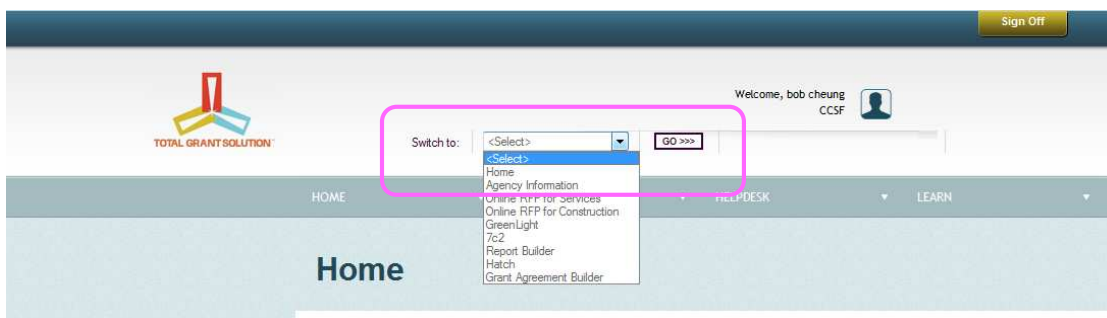 Sign Off
Welcome, bob cheung
CCSF
TOTAL GRANT SOLUTION
Switch to: <Select> GO >>>
<Select>
Home
Agency Information
Online RFP for Services
Online RFP for Construction
GreenLight
7c2
Report Builder
Hatch
Grant Agreement Builder
HOME HELPDESK LEARN
Home